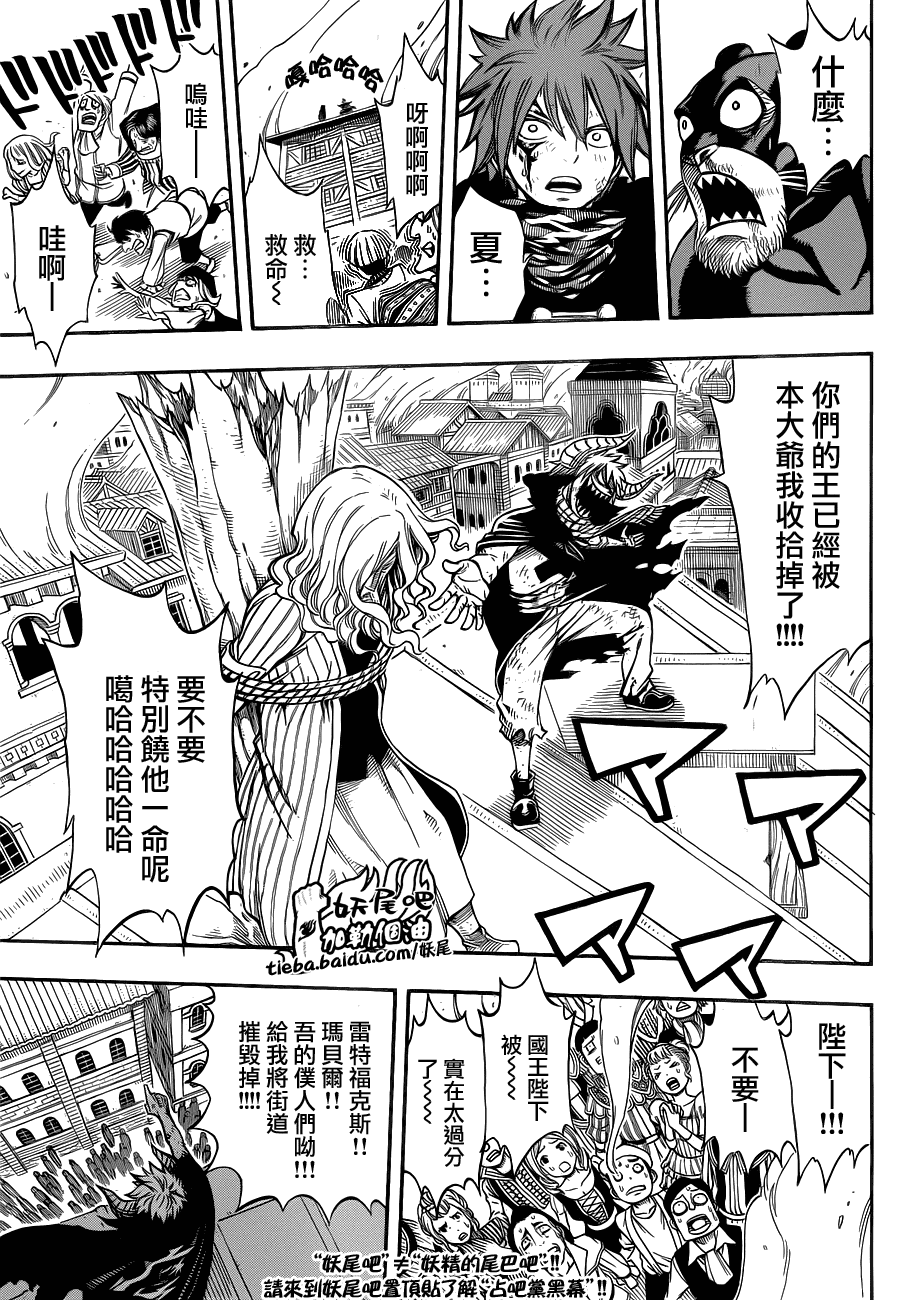 什麼…
夏…
嘎哈哈哈
呀啊啊啊
救…
救命～
嗚哇—
哇啊—
ドドドド
你們的王已經被
本大爺我收拾掉了!!!!
要不要
特別饒他一命呢
噶哈哈哈哈哈
ママママ
妖尾吧
加勒個油
tieba.baidu.com/妖尾
陛下—!!!
不要—
國王陛下
被～
實在太過分
了～
雷特福克斯!!
瑪貝爾!!
吾的僕人們呦!!!
給我將街道
摧毀掉!!!!
“妖尾吧”≠“妖精的尾巴吧”!!
請來到妖尾吧置頂貼了解“占吧黨黑幕”!!